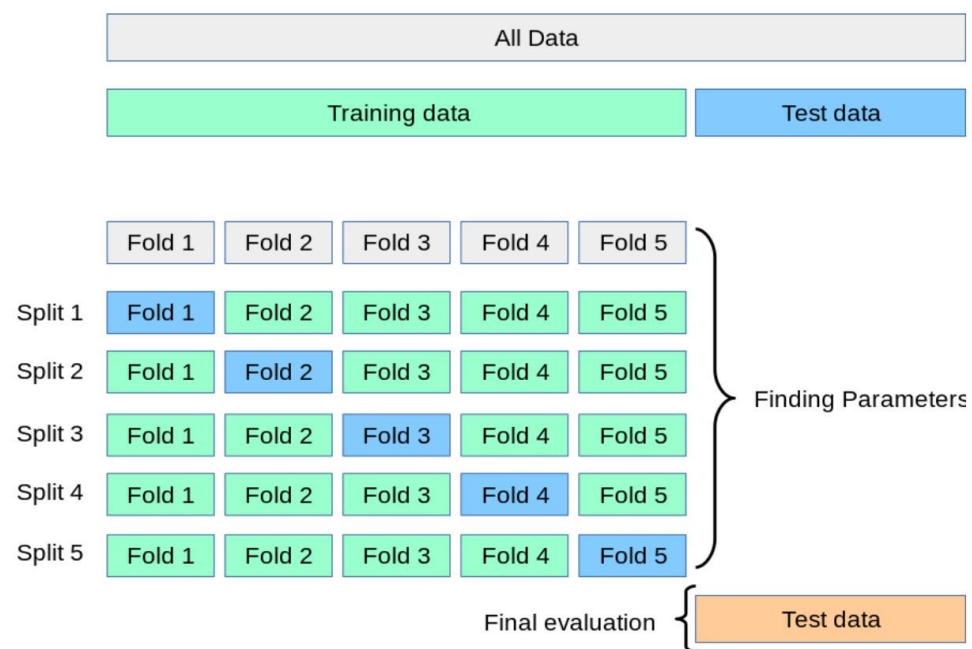 All Data
Training data Test data
Fold 1 Fold 2 Fold 3 Fold 4 Fold 5
Split 1 Fold 1 Fold 2 Fold 3 Fold 4 Fold 5
Split 2 Fold 1 Fold 2 Fold 3 Fold 4 Fold 5
Finding Parameters
Split 3 Fold 1 Fold 2 Fold 3 Fold 4 Fold 5
Split 4 Fold 1 Fold 2 Fold 3 Fold 4 Fold 5
Split 5 Fold 1 Fold 2 Fold 3 Fold 4 Fold 5
Final evaluation Test data